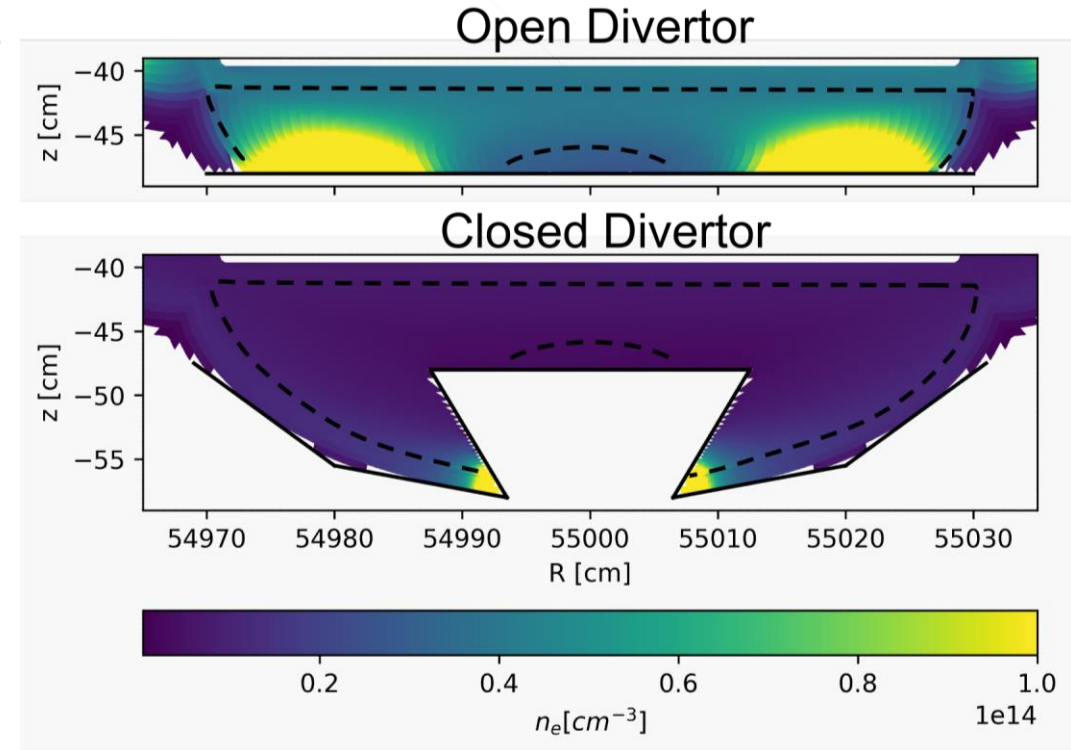 Open Divertor
−40
−45
z [cm]
Closed Divertor
−40
−45
−50
−55
z [cm]
54970 54980 54990 55000 55010 55020 55030
R [cm]
0.2 0.4 0.6 0.8 1.0
1e14
nₑ[cm⁻³]